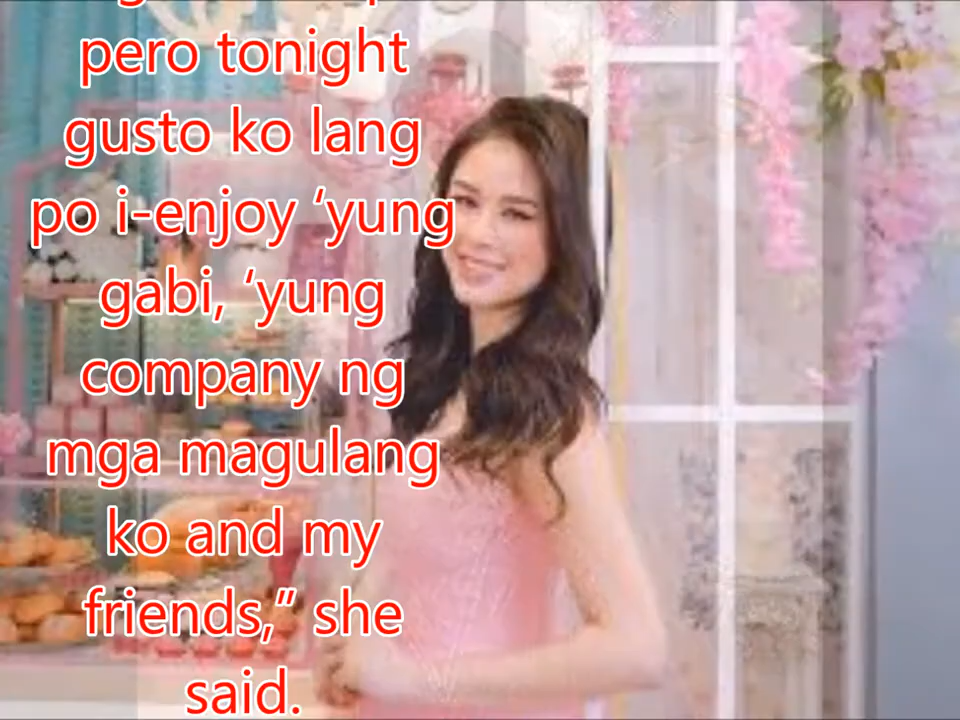 pero tonight
gusto ko lang
po i-enjoy ‘yung
gabi, ‘yung
company ng
mga magulang
ko and my
friends,” she
said.